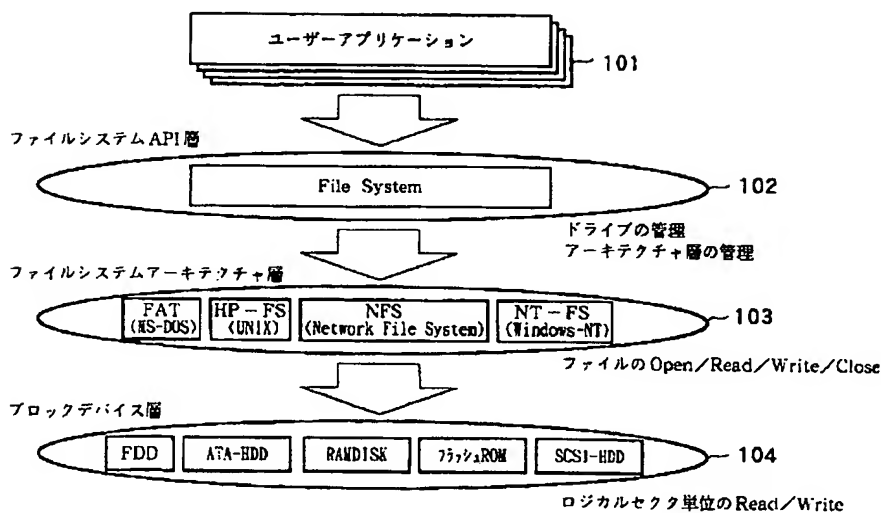 ユーザーアプリケーション
101
ファイルシステムAPI層
File System
102
ドライブの管理
アーキテクチャ層の管理
ファイルシステムアーキテクチャ層
FAT
(MS-DOS)
HP-FS
(UNIX)
NFS
(Network File System)
NT-FS
(Windows-NT)
103
ファイルのOpen/Read/Write/Close
ブロックデバイス層
FDD
ATA-HDD
RAMDISK
フラッシュROM
SCSI-HDD
104
ロジカルセクタ単位のRead/Write